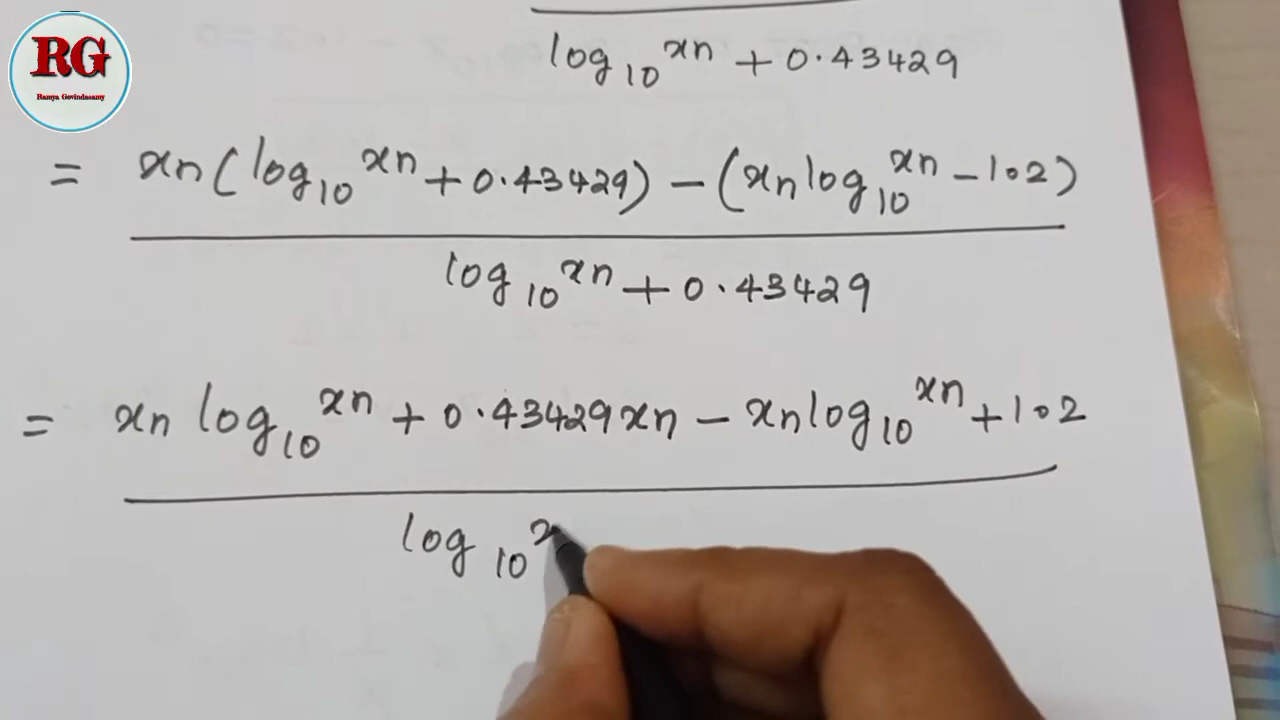 RG
Ramya Govindasamy
log₁₀ xn + 0.43429
= xn(log₁₀ xn + 0.43429) - (xn log₁₀ xn - 1.2)
log₁₀ xn + 0.43429
= xn log₁₀ xn + 0.43429xn - xn log₁₀ xn + 1.2
log₁₀ x